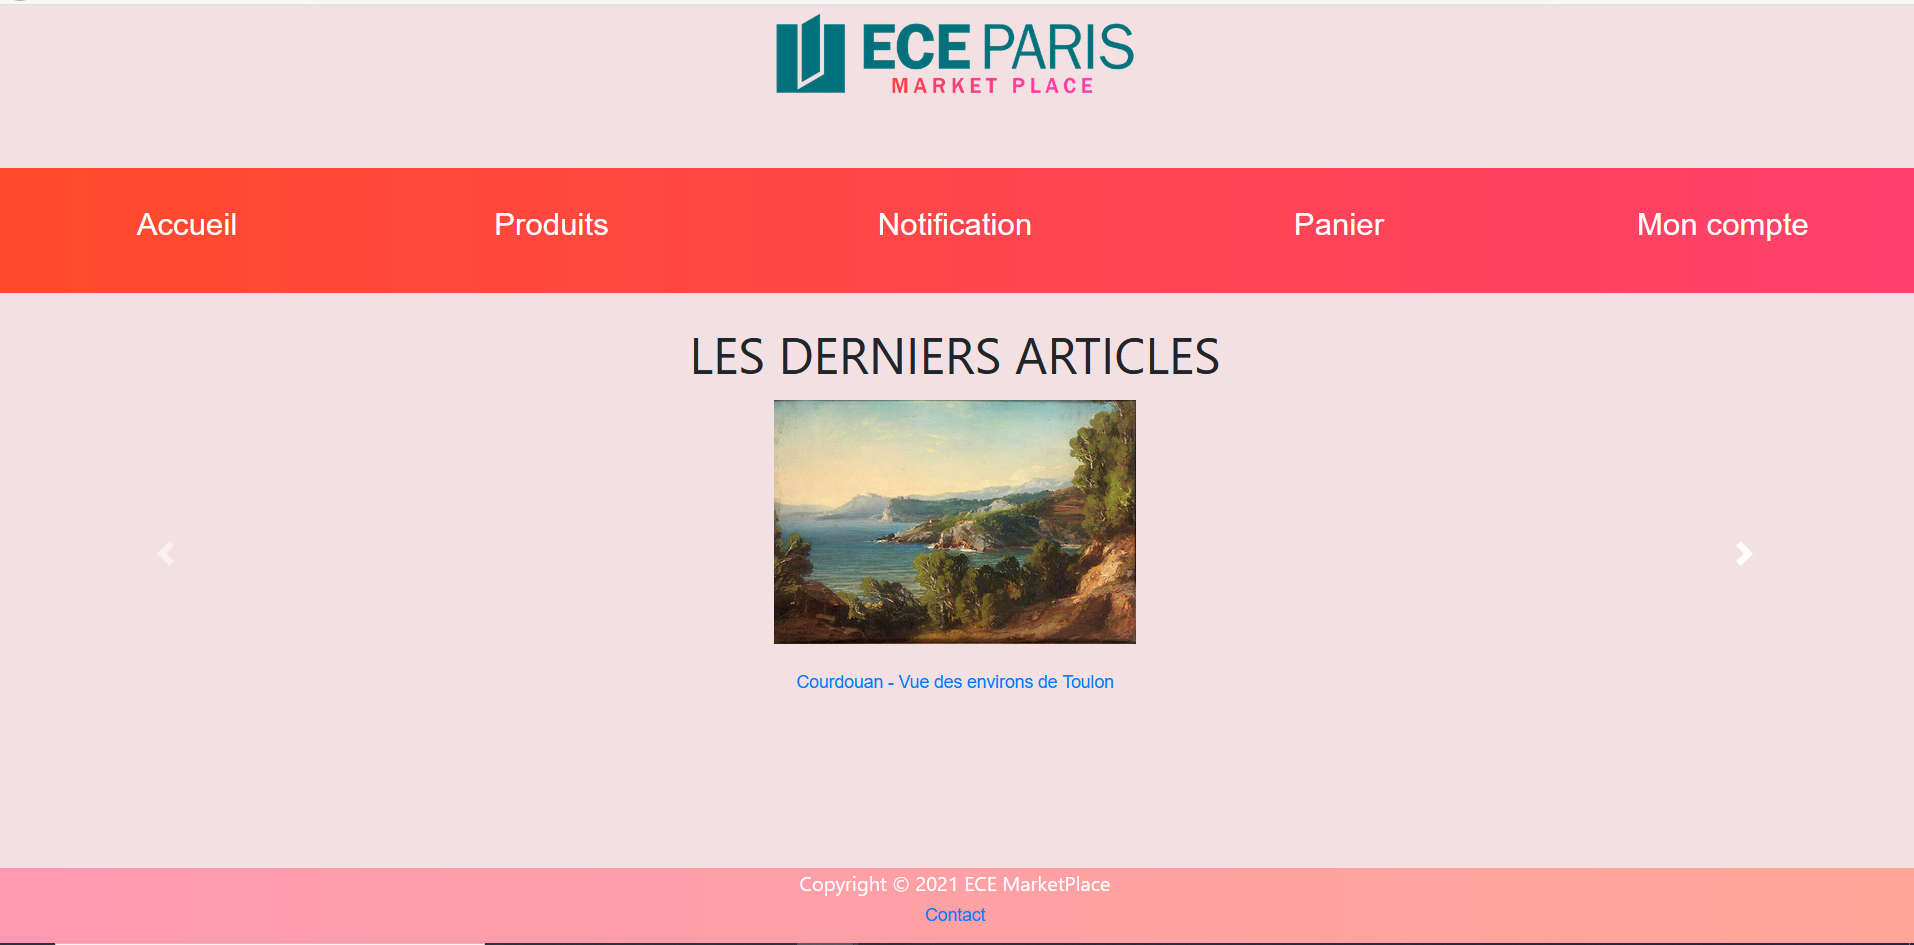 ECE PARIS
MARKET PLACE
Accueil Produits Notification Panier Mon compte
LES DERNIERS ARTICLES
Courdouan - Vue des environs de Toulon
Copyright © 2021 ECE MarketPlace
Contact